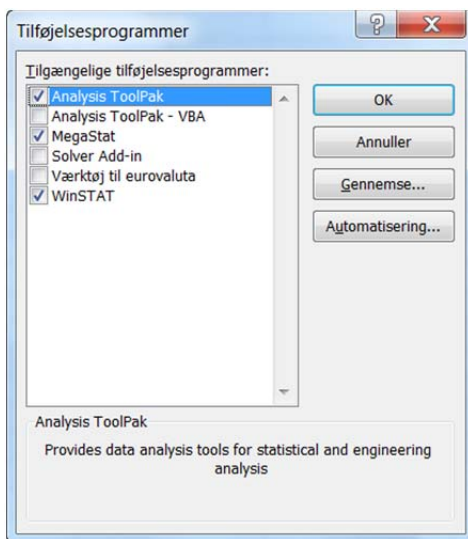 Tilføjelsesprogrammer
Tilgængelige tilføjelsesprogrammer:
Analysis ToolPak
Analysis ToolPak - VBA
MegaStat
Solver Add-in
Værktøj til eurovaluta
WinSTAT
OK
Annuller
Gennemse...
Automatisering...
Analysis ToolPak
Provides data analysis tools for statistical and engineering
analysis